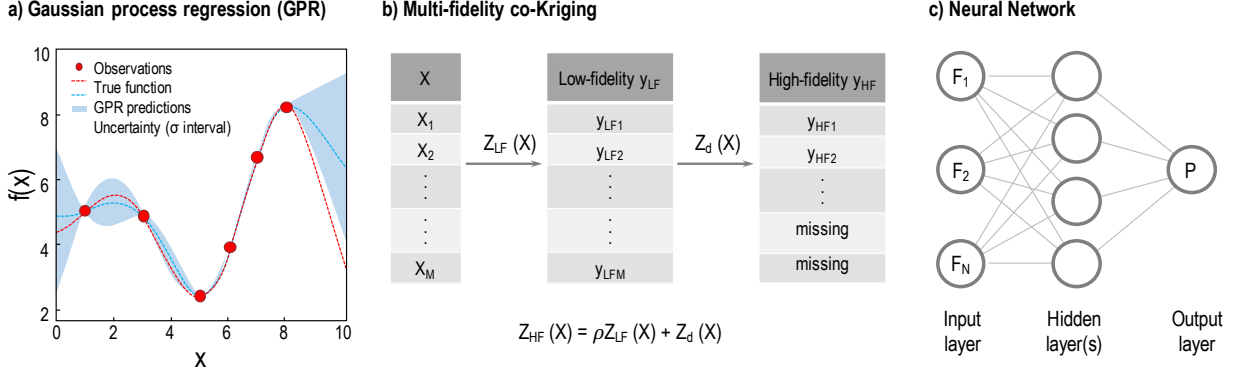 a) Gaussian process regression (GPR)
10
8
6
4
2
f(x)
Observations
True function
GPR predictions
Uncertainty (σ interval)
0
2
4
6
8
10
X
b) Multi-fidelity co-Kriging
X
Low-fidelity yLF
High-fidelity yHF
X1
yLF1
yHF1
X2
ZLF (X)
yLF2
Zd (X)
yHF2
missing
XM
yLFM
missing
ZHF (X) = ρZLF (X) + Zd (X)
c) Neural Network
F1
F2
P
FN
Input
layer
Hidden
layer(s)
Output
layer